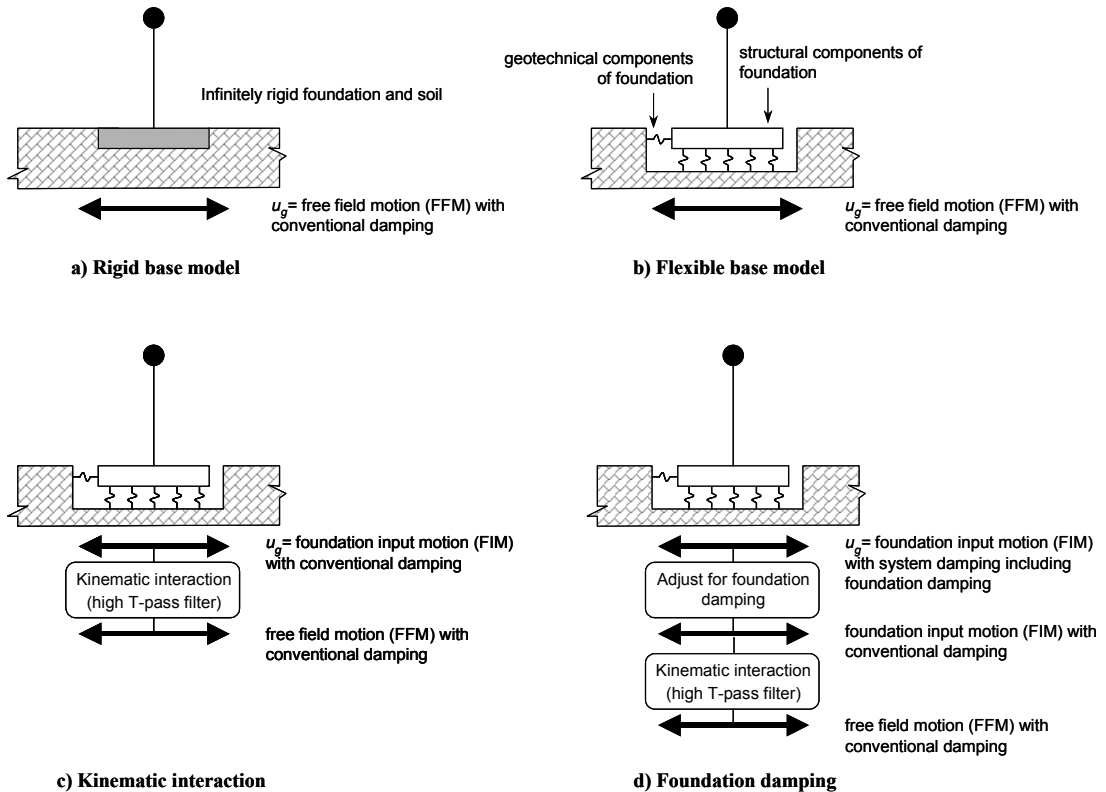 Infinitely rigid foundation and soil
u_g= free field motion (FFM) with
conventional damping
a) Rigid base model
geotechnical components
of foundation
structural components of
foundation
u_g= free field motion (FFM) with
conventional damping
b) Flexible base model
u_g= foundation input motion (FIM)
with conventional damping
Kinematic interaction
(high T-pass filter)
free field motion (FFM) with
conventional damping
c) Kinematic interaction
u_g= foundation input motion (FIM)
with system damping including
foundation damping
Adjust for foundation
damping
foundation input motion (FIM) with
conventional damping
Kinematic interaction
(high T-pass filter)
free field motion (FFM) with
conventional damping
d) Foundation damping